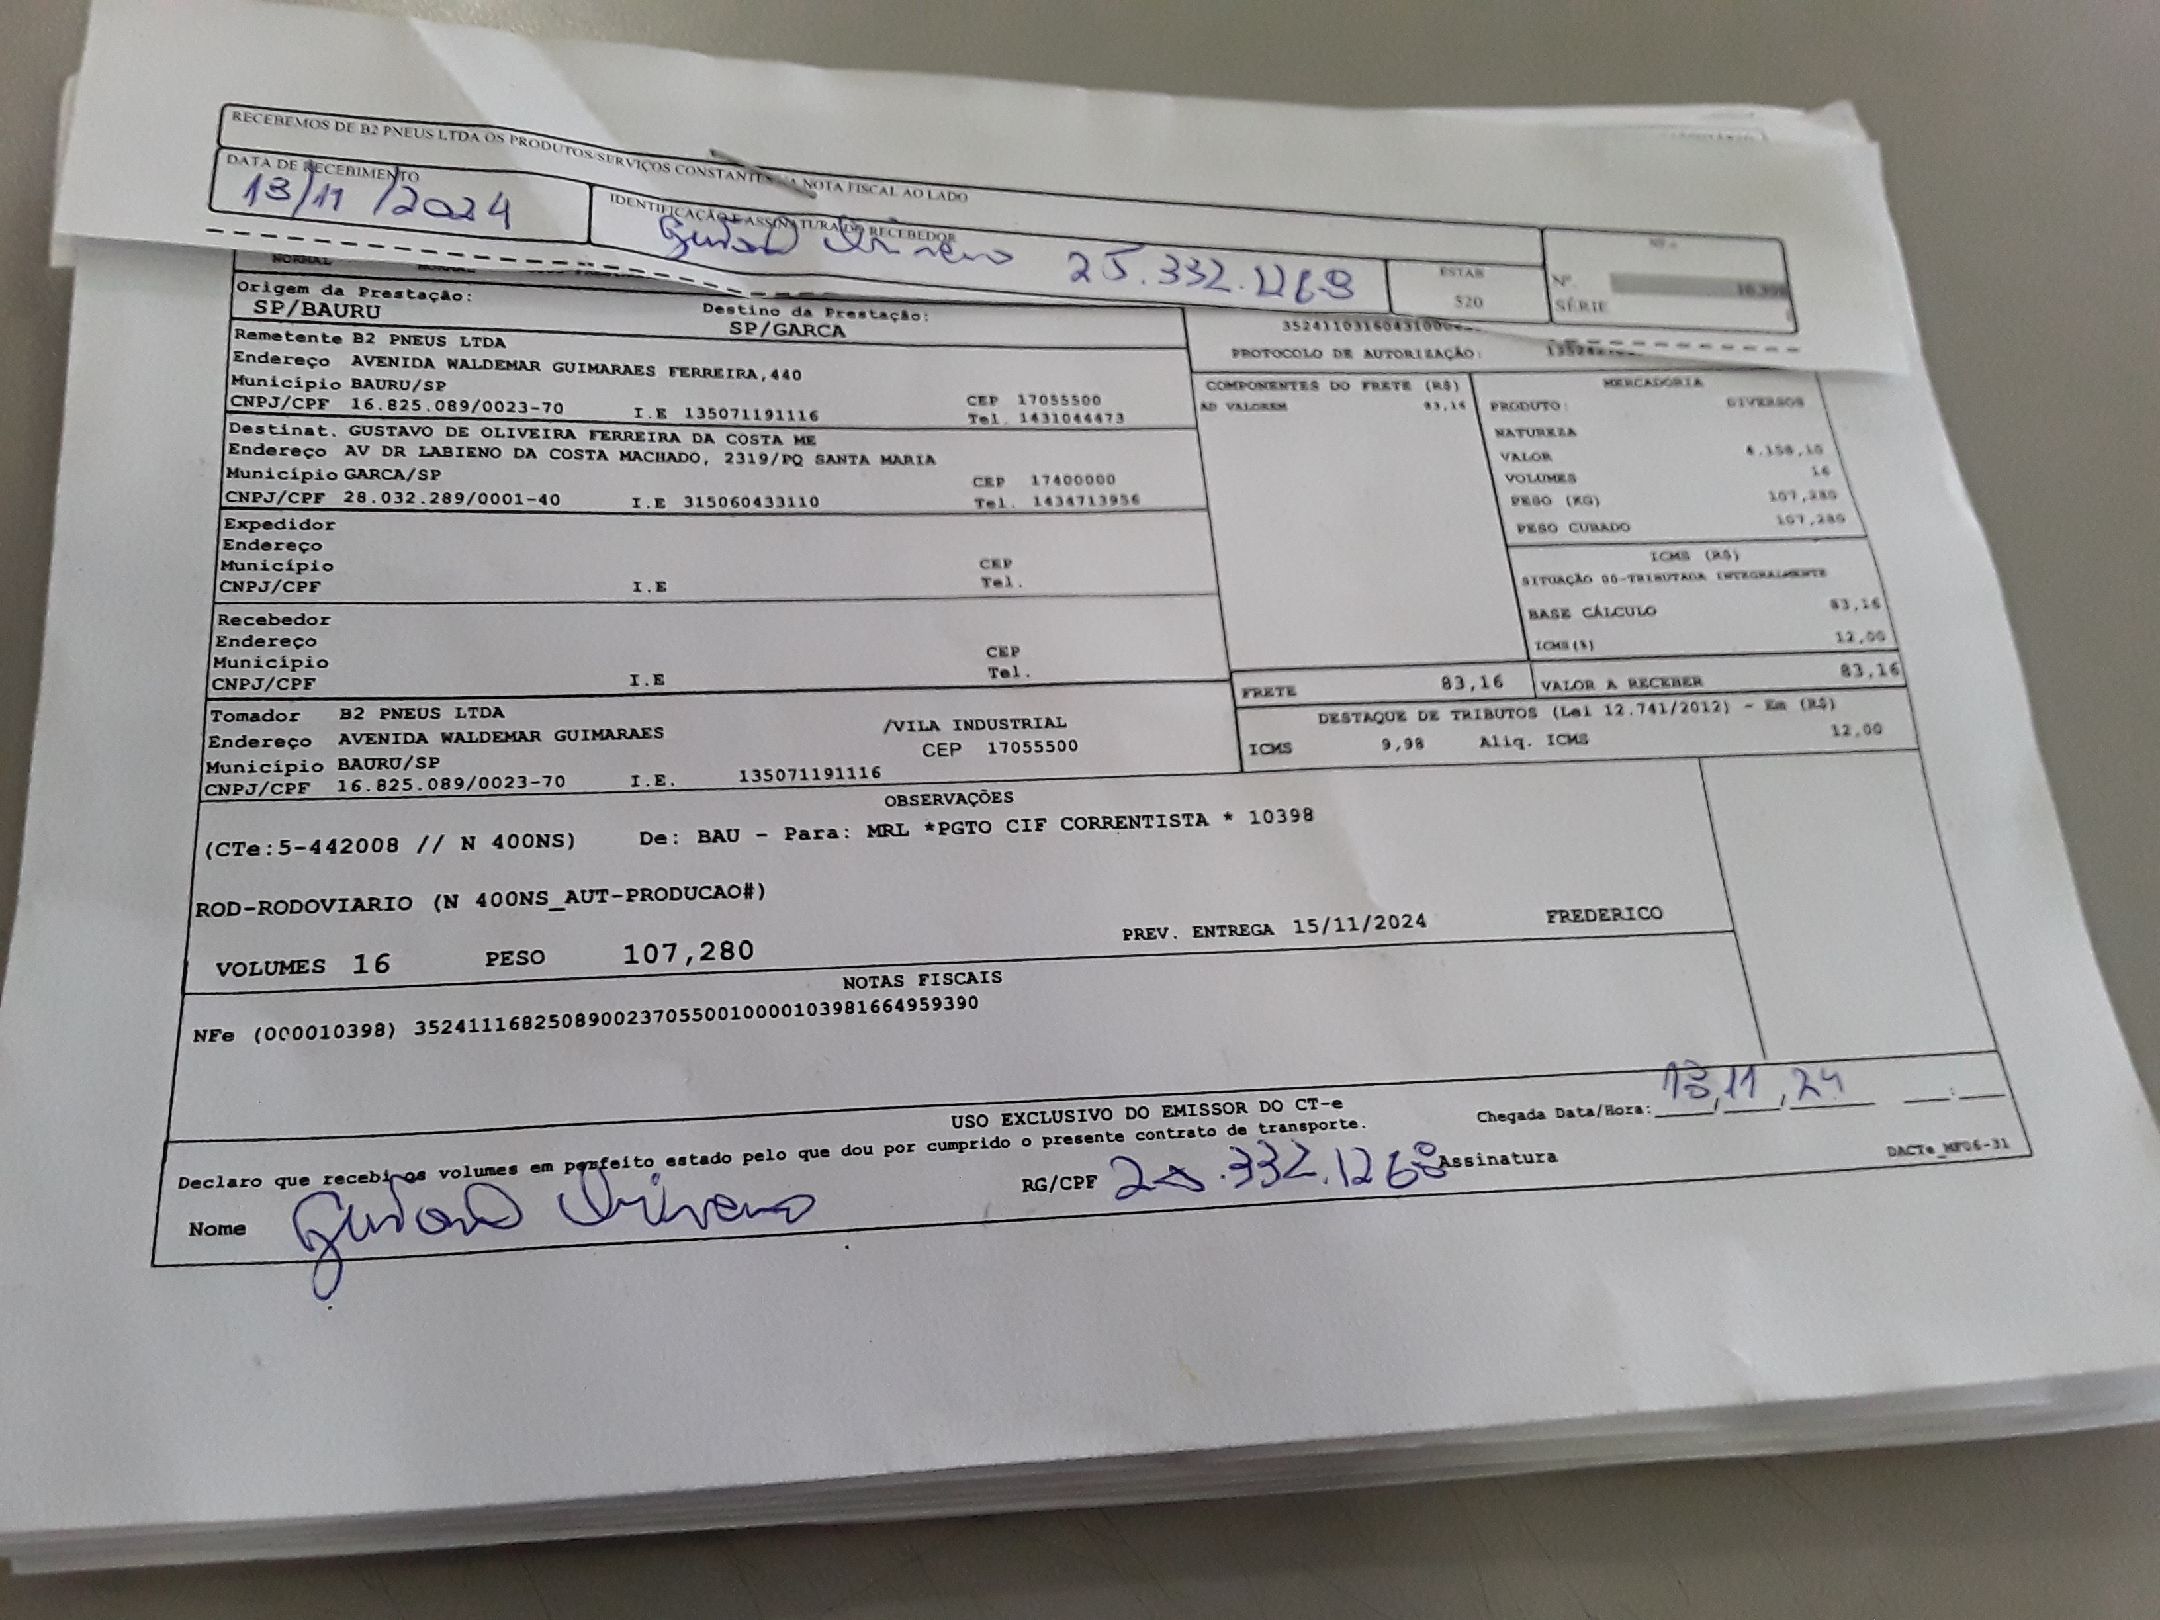 RECEBEMOS DE B2 PNEUS LTDA OS PRODUTOS/SERVIÇOS CONSTANTES NOTA FISCAL AO LADO
DATA DE RECEBIMENTO
13/11/2024
IDENTIFICAÇÃO E ASSINATURA DO RECEBEDOR
25.332.1268
ESTAB
520
Nº.
SÉRIE
NORMAL
Origem da Prestação:
SP/BAURU
Destino da Prestação:
SP/GARCA
PROTOCOLO DE AUTORIZAÇÃO:
Remetente B2 PNEUS LTDA
Endereço AVENIDA WALDEMAR GUIMARAES FERREIRA,440
Município BAURU/SP CEP 17055500
CNPJ/CPF 16.825.089/0023-70 I.E 135071191116 Tel. 1431044473
Destinat. GUSTAVO DE OLIVEIRA FERREIRA DA COSTA ME
Endereço AV DR LABIENO DA COSTA MACHADO, 2319/PQ SANTA MARIA
Município GARCA/SP CEP 17400000
CNPJ/CPF 28.032.289/0001-40 I.E 315060433110 Tel. 1434713956
Expedidor
Endereço
Município CEP
CNPJ/CPF I.E Tel.
Recebedor
Endereço
Município CEP
CNPJ/CPF I.E Tel.
Tomador B2 PNEUS LTDA
Endereço AVENIDA WALDEMAR GUIMARAES /VILA INDUSTRIAL
Município BAURU/SP CEP 17055500
CNPJ/CPF 16.825.089/0023-70 I.E. 135071191116
COMPONENTES DO FRETE (R$)
AD VALOREM 83,16
MERCADORIA
PRODUTO: DIVERSOS
NATUREZA
VALOR 4.158,10
VOLUMES 16
PESO (KG) 107,280
PESO CUBADO 107,280
ICMS (R$)
SITUAÇÃO 00-TRIBUTADA INTEGRALMENTE
BASE CÁLCULO 83,16
ICMS(%) 12,00
FRETE 83,16 VALOR A RECEBER 83,16
DESTAQUE DE TRIBUTOS (Lei 12.741/2012) - Em (R$)
ICMS 9,98 Aliq. ICMS 12,00
OBSERVAÇÕES
(CTe:5-442008 // N 400NS) De: BAU - Para: MRL *PGTO CIF CORRENTISTA * 10398
ROD-RODOVIARIO (N 400NS_AUT-PRODUCAO#)
VOLUMES 16 PESO 107,280 PREV. ENTREGA 15/11/2024 FREDERICO
NOTAS FISCAIS
NFe (000010398) 35241116825089002370550010000103981664959390
USO EXCLUSIVO DO EMISSOR DO CT-e
Chegada Data/Hora: 13/11/24 __:__
Declaro que recebi os volumes em perfeito estado pelo que dou por cumprido o presente contrato de transporte.
Nome RG/CPF 25.332.1268 Assinatura
DACTe_MF06-31